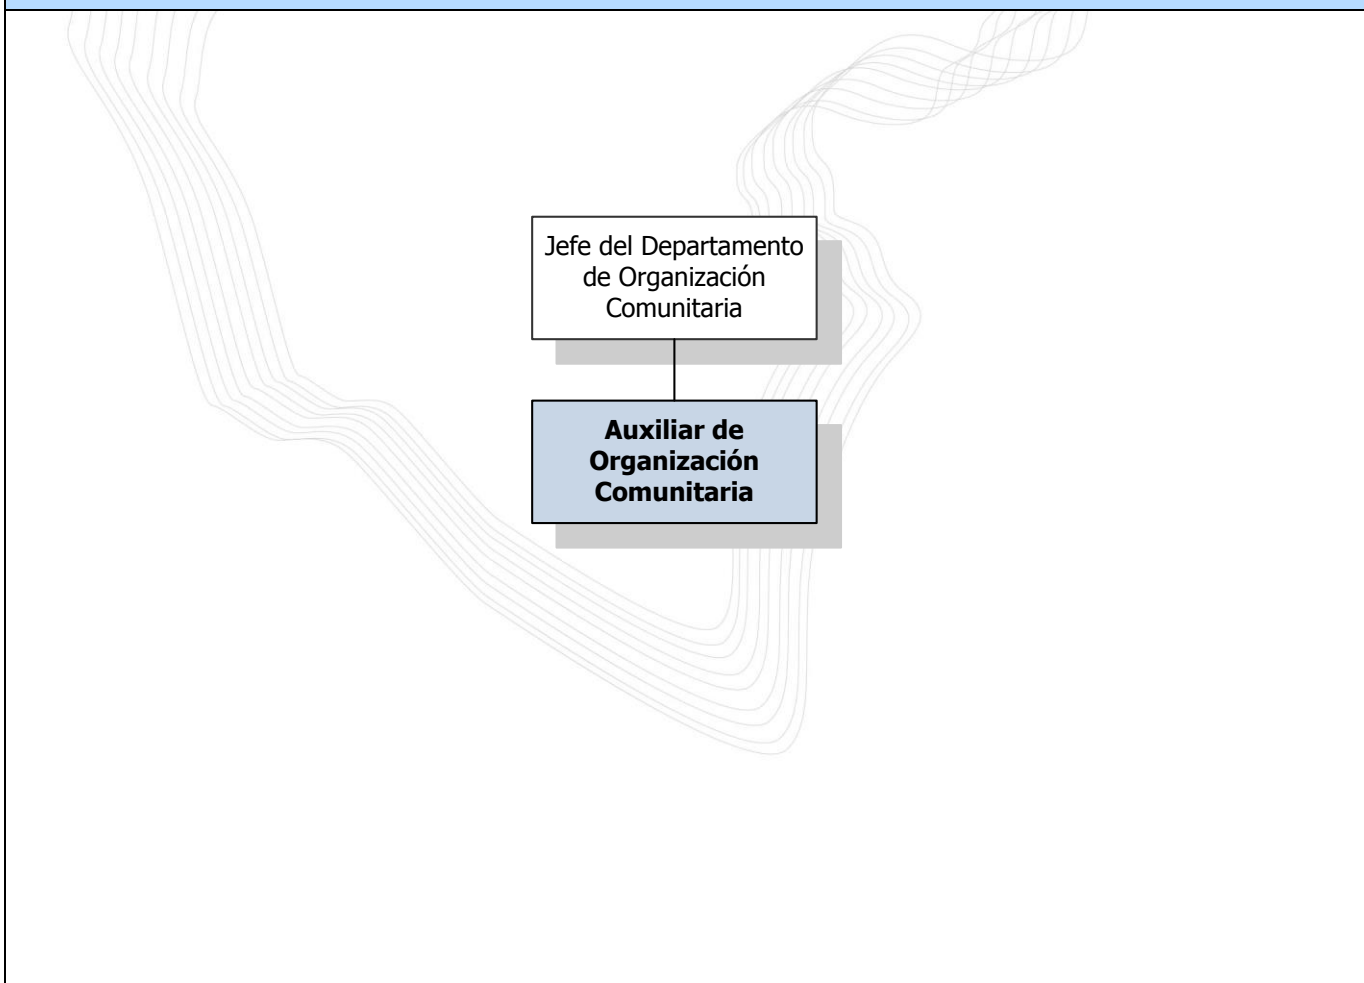 Jefe del Departamento
de Organización
Comunitaria
Auxiliar de
Organización
Comunitaria